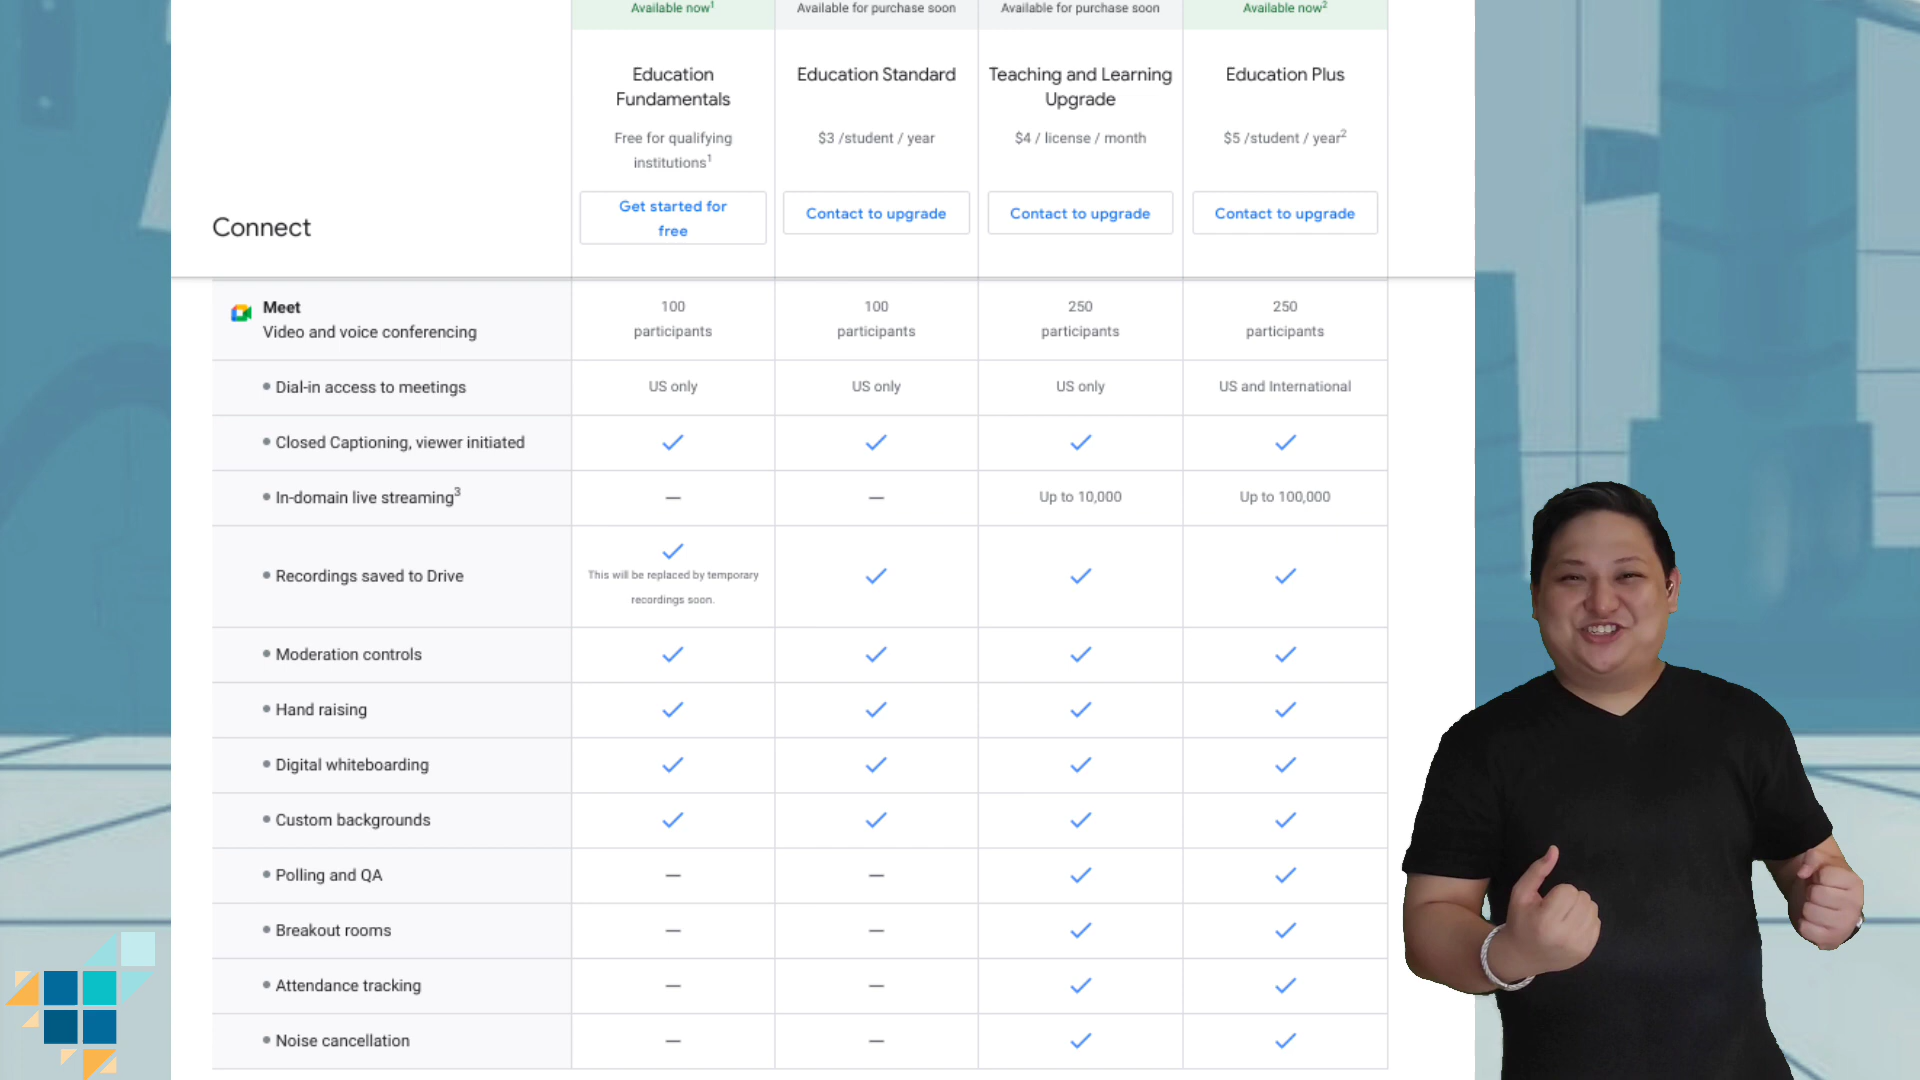 Available now1
Available for purchase soon
Available for purchase soon
Available now2
Education
Fundamentals
Education Standard
Teaching and Learning
Upgrade
Education Plus
Free for qualifying
institutions1
$3 /student / year
$4 / license / month
$5 /student / year2
Get started for
free
Contact to upgrade
Contact to upgrade
Contact to upgrade
Connect
Meet
Video and voice conferencing
100
participants
100
participants
250
participants
250
participants
• Dial-in access to meetings
US only
US only
US only
US and International
• Closed Captioning, viewer initiated
• In-domain live streaming3
—
—
Up to 10,000
Up to 100,000
• Recordings saved to Drive
This will be replaced by temporary
recordings soon.
• Moderation controls
• Hand raising
• Digital whiteboarding
• Custom backgrounds
• Polling and QA
—
—
• Breakout rooms
—
—
• Attendance tracking
—
—
• Noise cancellation
—
—